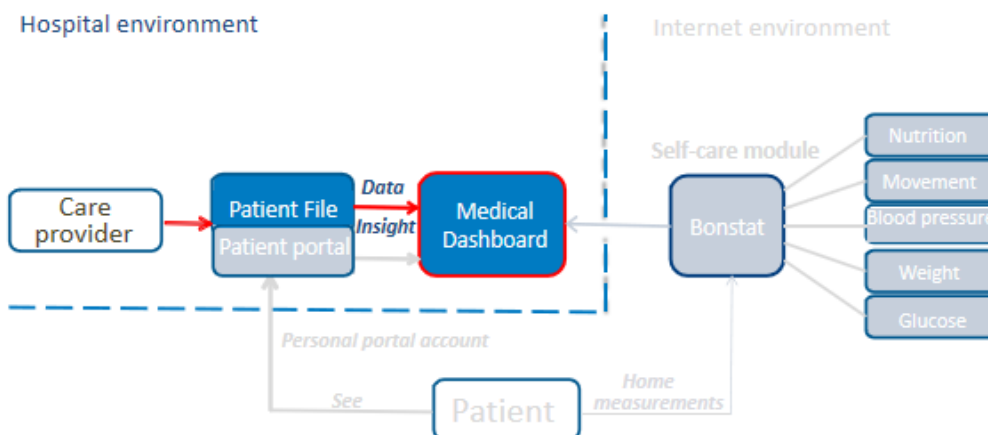 Hospital environment
Internet environment
Self-care module
Nutrition
Movement
Blood pressure
Weight
Glucose
Care
provider
Patient File
Patient portal
Data
Insight
Medical
Dashboard
Bonstat
Personal portal account
See
Patient
Home
measurements